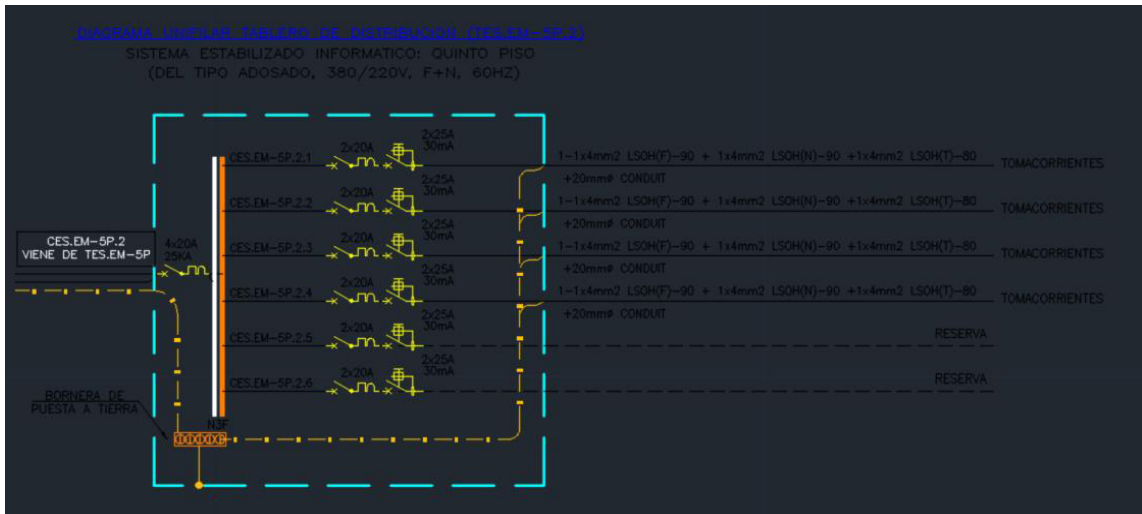 DIAGRAMA UNIFILAR TABLERO DE DISTRIBUCION (TES.EM-5P.2)
SISTEMA ESTABILIZADO INFORMATICO: QUINTO PISO
(DEL TIPO ADOSADO, 380/220V, F+N, 60HZ)
CES.EM-5P.2
VIENE DE TES.EM-5P
4x20A
25KA
CES.EM-5P.2.1
2x20A
2x25A
30mA
1-1x4mm2 LSOH(F)-90 + 1x4mm2 LSOH(N)-90 +1x4mm2 LSOH(T)-80
+20mmø CONDUIT
TOMACORRIENTES
CES.EM-5P.2.2
2x20A
2x25A
30mA
1-1x4mm2 LSOH(F)-90 + 1x4mm2 LSOH(N)-90 +1x4mm2 LSOH(T)-80
+20mmø CONDUIT
TOMACORRIENTES
CES.EM-5P.2.3
2x20A
2x25A
30mA
1-1x4mm2 LSOH(F)-90 + 1x4mm2 LSOH(N)-90 +1x4mm2 LSOH(T)-80
+20mmø CONDUIT
TOMACORRIENTES
CES.EM-5P.2.4
2x20A
2x25A
30mA
1-1x4mm2 LSOH(F)-90 + 1x4mm2 LSOH(N)-90 +1x4mm2 LSOH(T)-80
+20mmø CONDUIT
TOMACORRIENTES
CES.EM-5P.2.5
2x20A
2x25A
30mA
RESERVA
CES.EM-5P.2.6
2x20A
2x25A
30mA
RESERVA
BORNERA DE
PUESTA A TIERRA
N3F